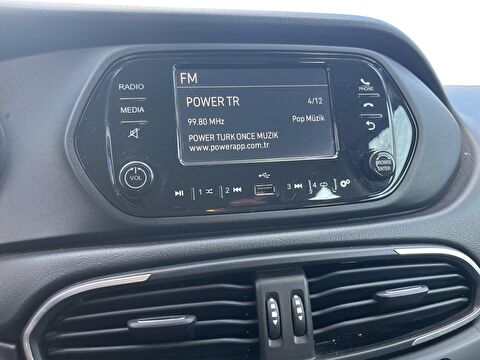 FM
RADIO
POWER TR 4/12
MEDIA
99.80 MHz Pop Müzik
POWER TURK ONCE MUZIK
www.powerapp.com.tr
PHONE
VOL
BROWSE
ENTER
1 2 3 4